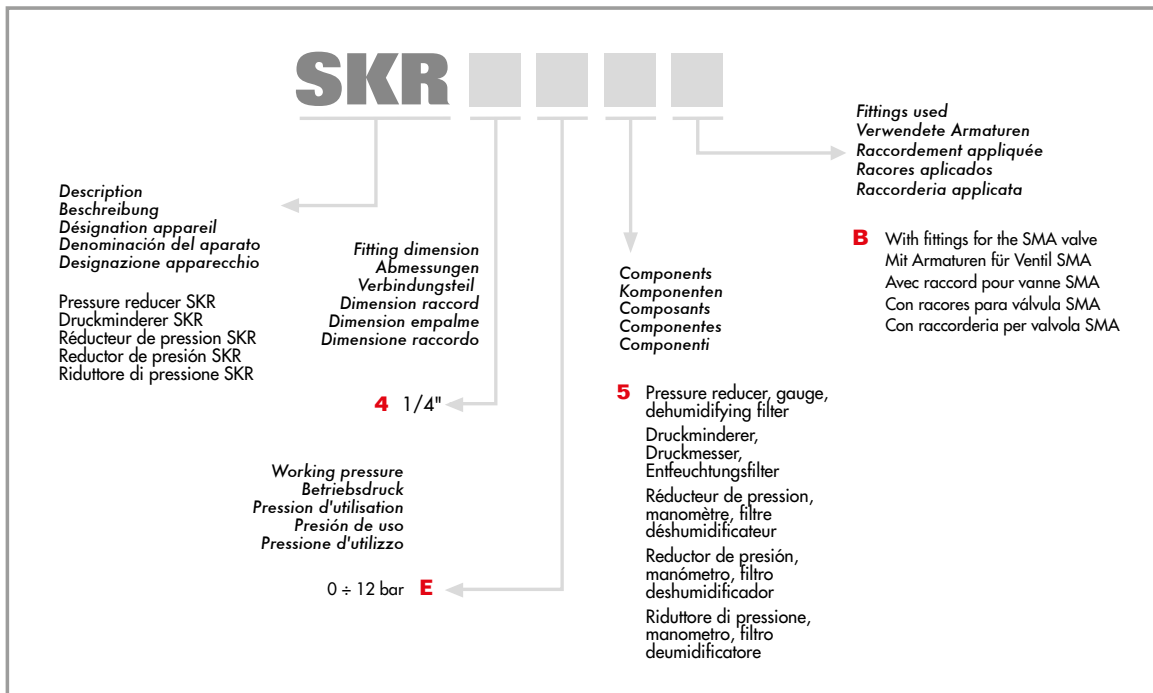 SKR
Description
Beschreibung
Désignation appareil
Denominación del aparato
Designazione apparecchio
Pressure reducer SKR
Druckminderer SKR
Réducteur de pression SKR
Reductor de presión SKR
Riduttore di pressione SKR
Fitting dimension
Abmessungen
Verbindungsteil
Dimension raccord
Dimension empalme
Dimensione raccordo
4 1/4"
Working pressure
Betriebsdruck
Pression d'utilisation
Presión de uso
Pressione d'utilizzo
0 ÷ 12 bar E
Components
Komponenten
Composants
Componentes
Componenti
5 Pressure reducer, gauge,
dehumidifying filter
Druckminderer,
Druckmesser,
Entfeuchtungsfilter
Réducteur de pression,
manomètre, filtre
déshumidificateur
Reductor de presión,
manómetro, filtro
deshumidificador
Riduttore di pressione,
manometro, filtro
deumidificatore
Fittings used
Verwendete Armaturen
Raccordement appliquée
Racores aplicados
Raccorderia applicata
B With fittings for the SMA valve
Mit Armaturen für Ventil SMA
Avec raccord pour vanne SMA
Con racores para válvula SMA
Con raccorderia per valvola SMA